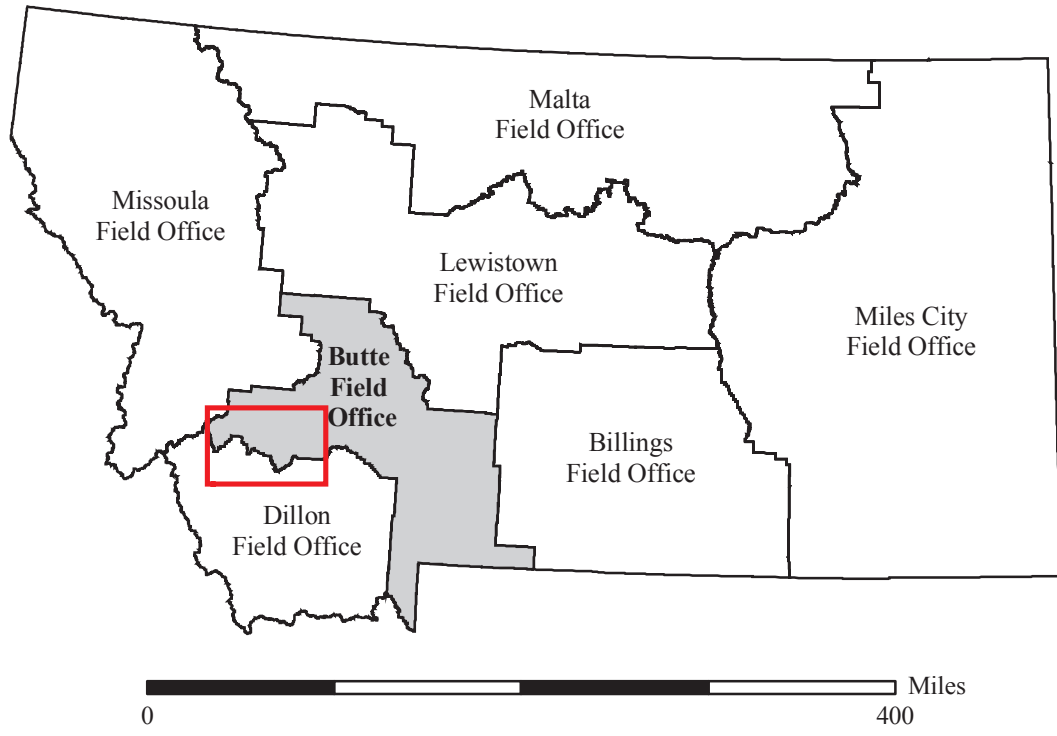 Malta
Field Office
Missoula
Field Office
Lewistown
Field Office
Miles City
Field Office
Butte
Field
Office
Billings
Field Office
Dillon
Field Office
Miles
0
400